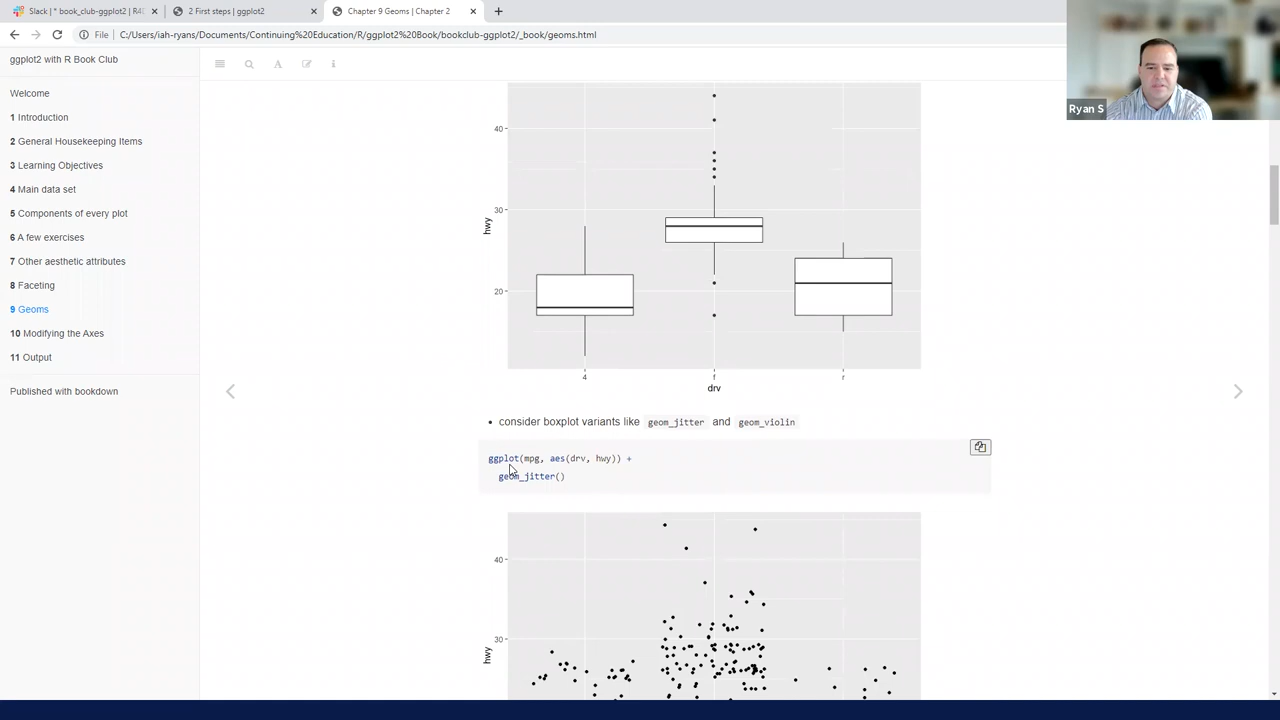 Slack | * book_club-ggplot2 | R4D
2 First steps | ggplot2
Chapter 9 Geoms | Chapter 2
File
C:/Users/iah-ryans/Documents/Continuing%20Education/R/ggplot2%20Book/bookclub-ggplot2/_book/geoms.html
ggplot2 with R Book Club
Welcome
1 Introduction
2 General Housekeeping Items
3 Learning Objectives
4 Main data set
5 Components of every plot
6 A few exercises
7 Other aesthetic attributes
8 Faceting
9 Geoms
10 Modifying the Axes
11 Output
Published with bookdown
Ryan S
40
30
20
hwy
4 f r
drv
• consider boxplot variants like geom_jitter and geom_violin
ggplot(mpg, aes(drv, hwy)) +
geom_jitter()
40
30
hwy